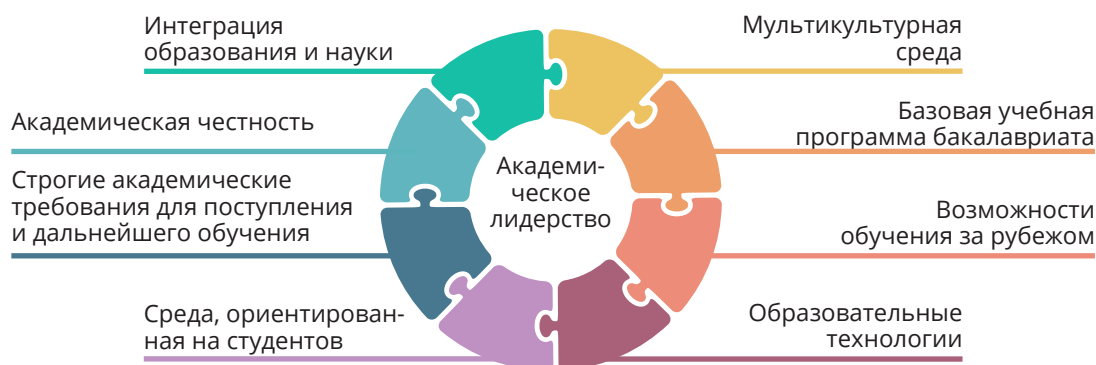 Интеграция
образования и науки
Академическая честность
Строгие академические
требования для поступления
и дальнейшего обучения
Среда, ориентирован-
ная на студентов
Академи-
ческое
лидерство
Мультикультурная
среда
Базовая учебная
программа бакалавриата
Возможности
обучения за рубежом
Образовательные
технологии